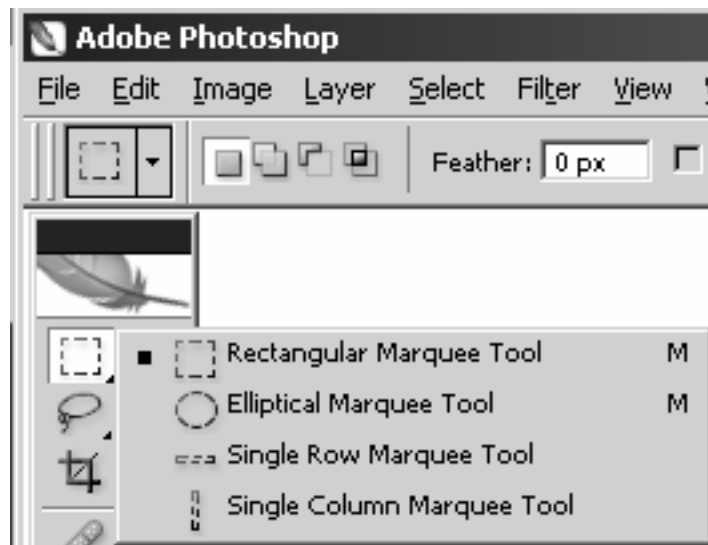 Adobe Photoshop
File Edit Image Layer Select Filter View
Feather: 0 px
Rectangular Marquee Tool M
Elliptical Marquee Tool M
Single Row Marquee Tool
Single Column Marquee Tool